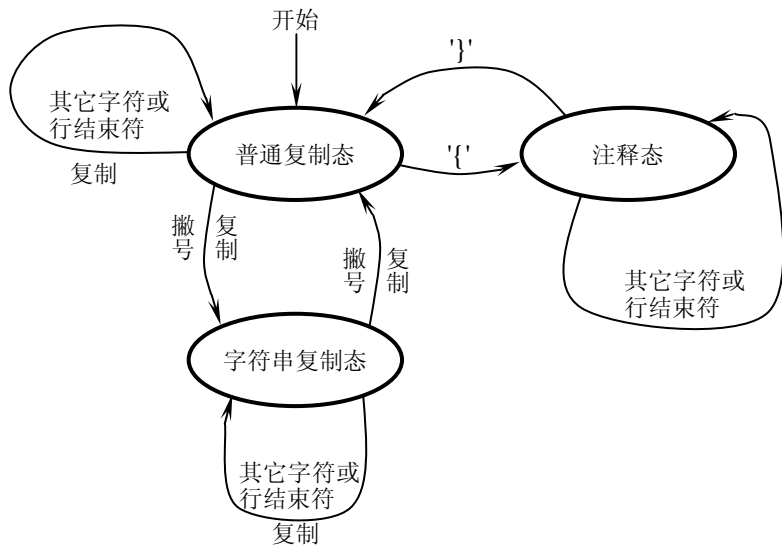 开始
'}'
其它字符或
行结束符
复制
普通复制态
'{'
注释态
撇号
复制
撇号
复制
其它字符或
行结束符
字符串复制态
其它字符或
行结束符
复制